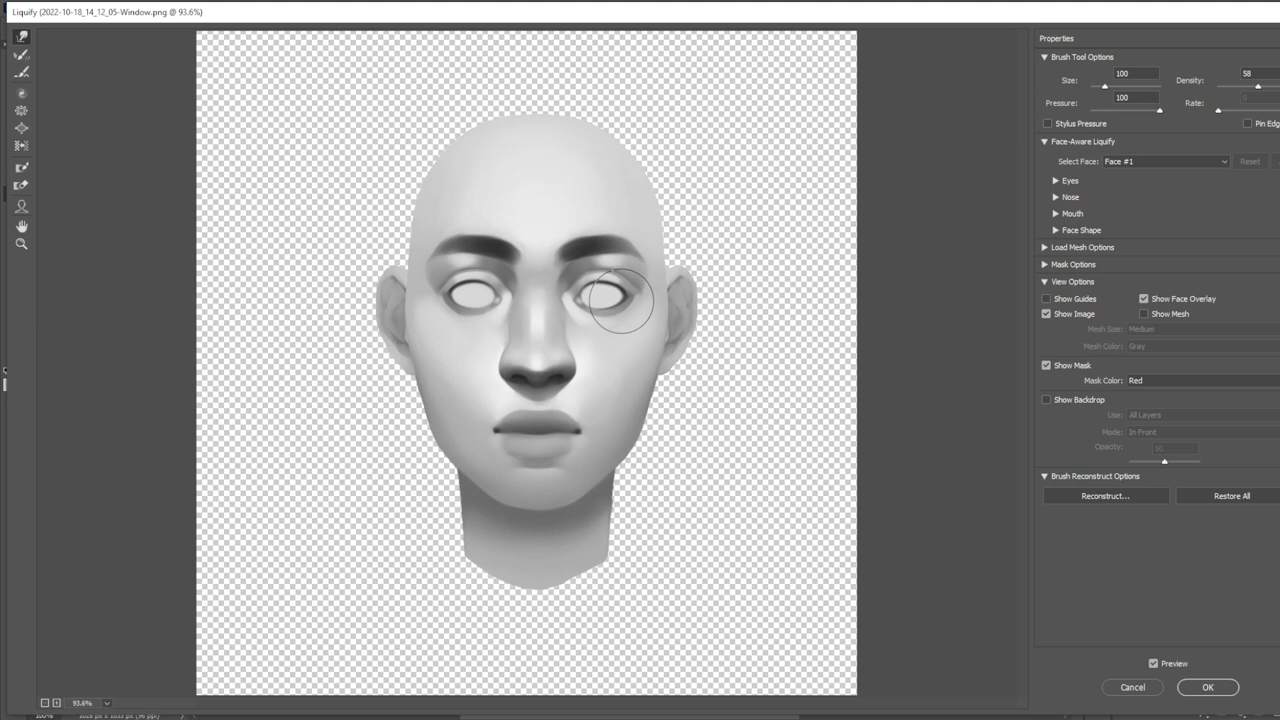 Liquify (2022-10-18_14_12_05-Window.png @ 93.6%)
Properties
Brush Tool Options
Size: 100 Density: 58
Pressure: 100 Rate: 0
Stylus Pressure Pin Edg
Face-Aware Liquify
Select Face: Face #1 Reset
Eyes
Nose
Mouth
Face Shape
Load Mesh Options
Mask Options
View Options
Show Guides Show Face Overlay
Show Image Show Mesh
Mesh Size: Medium
Mesh Color: Gray
Show Mask
Mask Color: Red
Show Backdrop
Use: All Layers
Mode: In Front
Opacity: 50
Brush Reconstruct Options
Reconstruct... Restore All
Preview
Cancel OK
93.6%